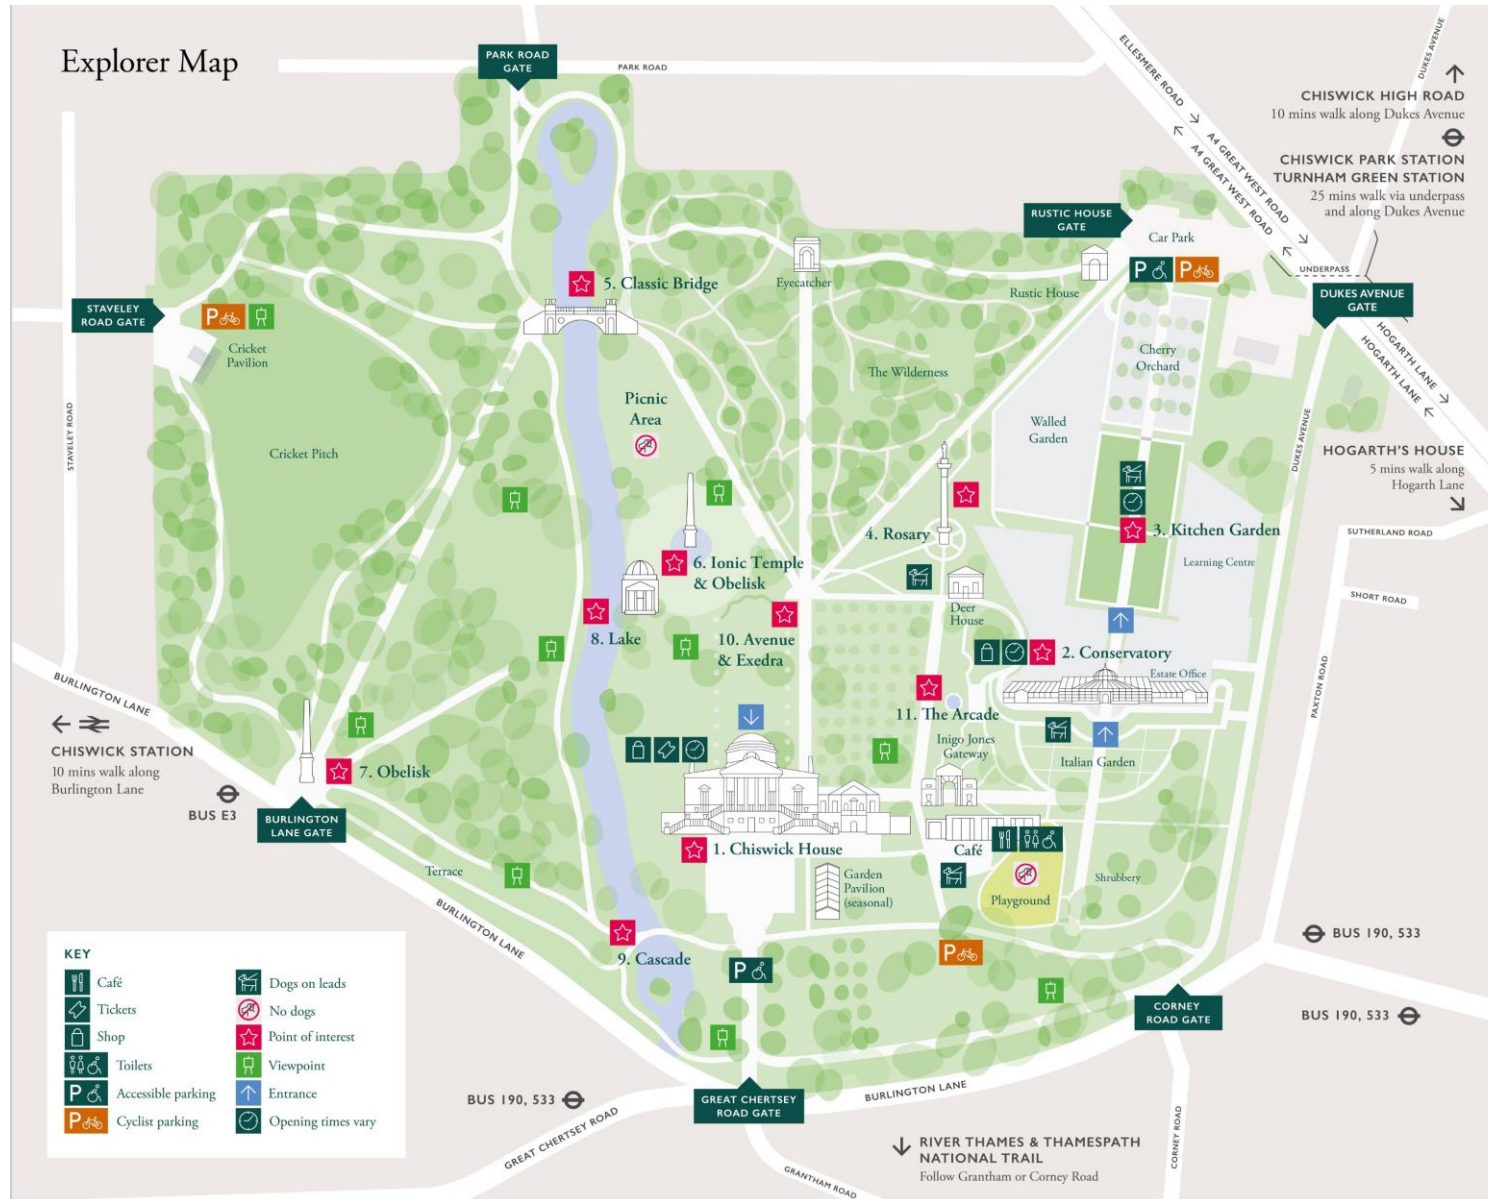 Explorer Map
PARK ROAD
GATE
PARK ROAD
ELLESMERE ROAD
A4 GREAT WEST ROAD
A4 GREAT WEST ROAD
DUKES AVENUE
CHISWICK HIGH ROAD
10 mins walk along Dukes Avenue
CHISWICK PARK STATION
TURNHAM GREEN STATION
25 mins walk via underpass
and along Dukes Avenue
RUSTIC HOUSE
GATE
Car Park
P
P
UNDERPASS
DUKES AVENUE
GATE
HOGARTH LANE
HOGARTH LANE
Rustic House
Eyecatcher
5. Classic Bridge
STAVELEY
ROAD GATE
P
Cricket
Pavilion
STAVELEY ROAD
Cricket Pitch
Picnic
Area
The Wilderness
Cherry
Orchard
Walled
Garden
DUKES AVENUE
HOGARTH'S HOUSE
5 mins walk along
Hogarth Lane
SUTHERLAND ROAD
SHORT ROAD
PAXTON ROAD
4. Rosary
3. Kitchen Garden
Learning Centre
6. Ionic Temple
& Obelisk
Deer
House
8. Lake
10. Avenue
& Exedra
2. Conservatory
Estate Office
11. The Arcade
Inigo Jones
Gateway
Italian Garden
BURLINGTON LANE
CHISWICK STATION
10 mins walk along
Burlington Lane
BUS E3
7. Obelisk
BURLINGTON
LANE GATE
1. Chiswick House
Café
Garden
Pavilion
(seasonal)
Playground
Shrubbery
Terrace
BURLINGTON LANE
9. Cascade
P
P
BUS 190, 533
CORNEY
ROAD GATE
BUS 190, 533
KEY
Café
Tickets
Shop
Toilets
P
Accessible parking
P
Cyclist parking
Dogs on leads
No dogs
Point of interest
Viewpoint
Entrance
Opening times vary
BUS 190, 533
GREAT CHERTSEY ROAD
GREAT CHERTSEY
ROAD GATE
BURLINGTON LANE
GRANTHAM ROAD
CORNEY ROAD
RIVER THAMES & THAMESPATH
NATIONAL TRAIL
Follow Grantham or Corney Road